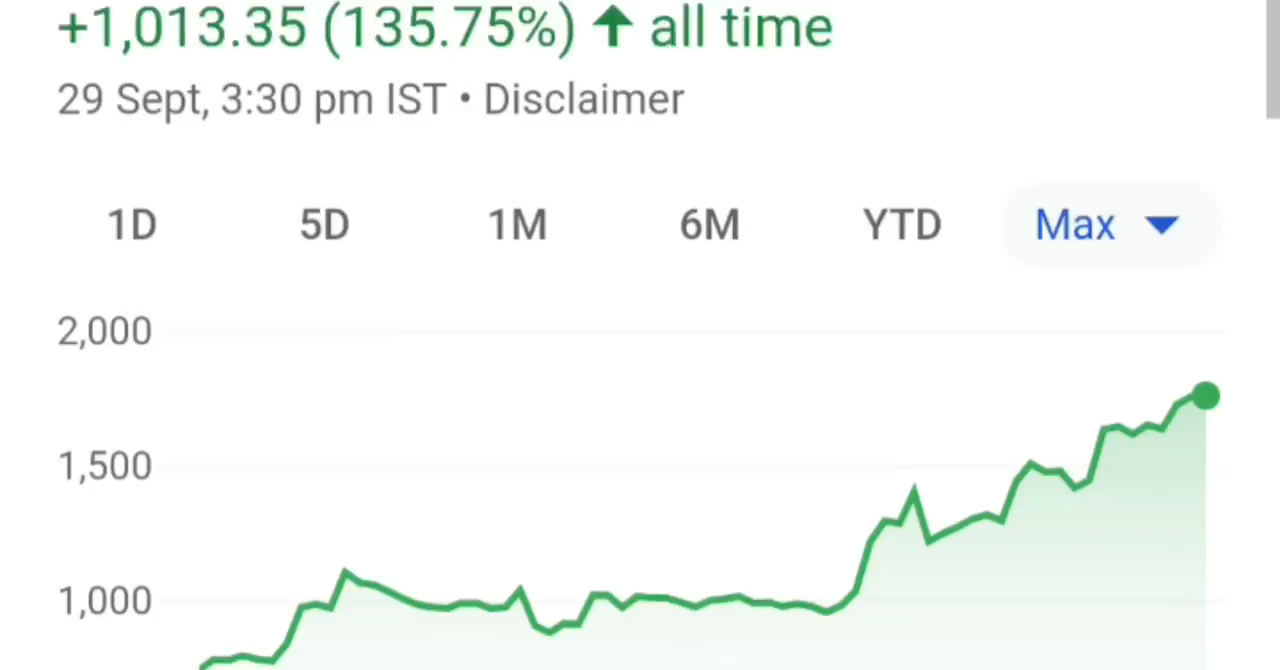 +1,013.35 (135.75%) ↑ all time
29 Sept, 3:30 pm IST • Disclaimer
1D 5D 1M 6M YTD Max
2,000
1,500
1,000